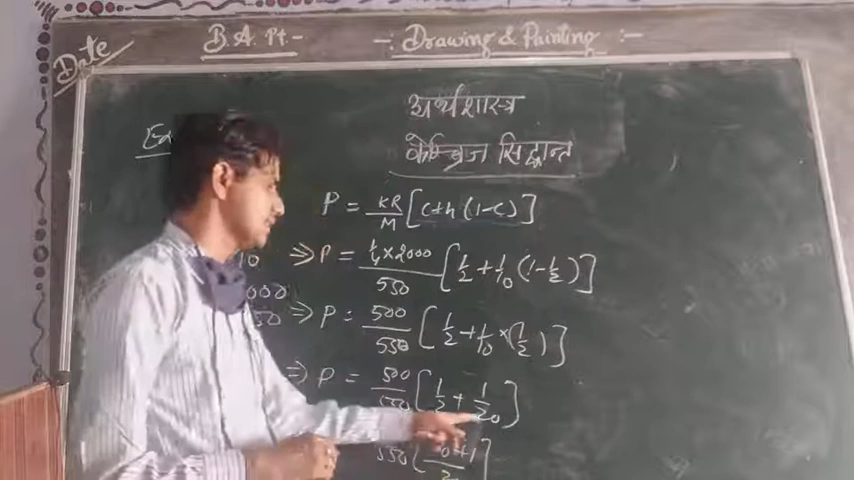 Date
B.A. Pt- -: Drawing & Painting :-
अर्थशास्त्र
केम्ब्रिज सिद्धान्त
P = KR/M [C+h(1-C)]
10 ⇒ P = 1/4×2000/550 [1/2+1/10(1-1/2)]
⇒ P = 500/550 [1/2+1/10×(1/2)]
⇒ P = 500/550 [1/2+1/20]